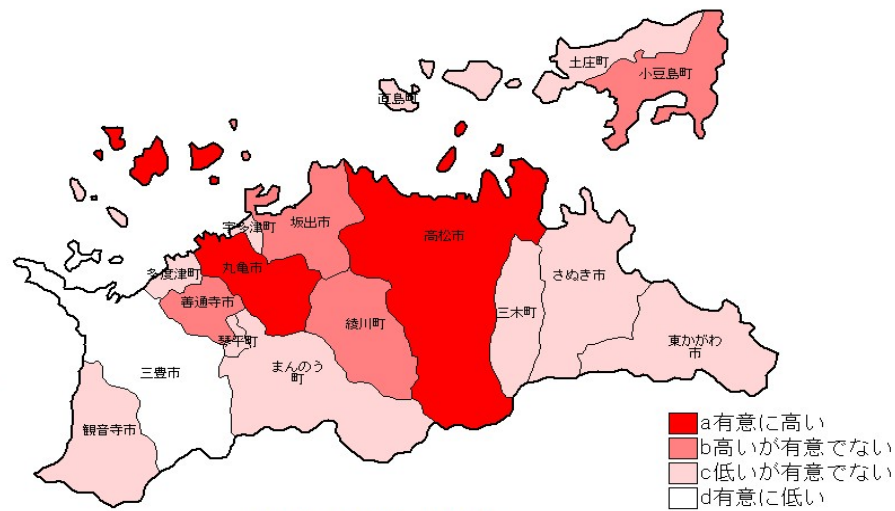 土庄町
小豆島町
直島町
宇多津町
坂出市
高松市
丸亀市
多度津町
さぬき市
善通寺市
三木町
綾川町
琴平町
東かがわ
市
まんのう
町
三豊市
観音寺市
a有意に高い
b高いが有意でない
c低いが有意でない
d有意に低い